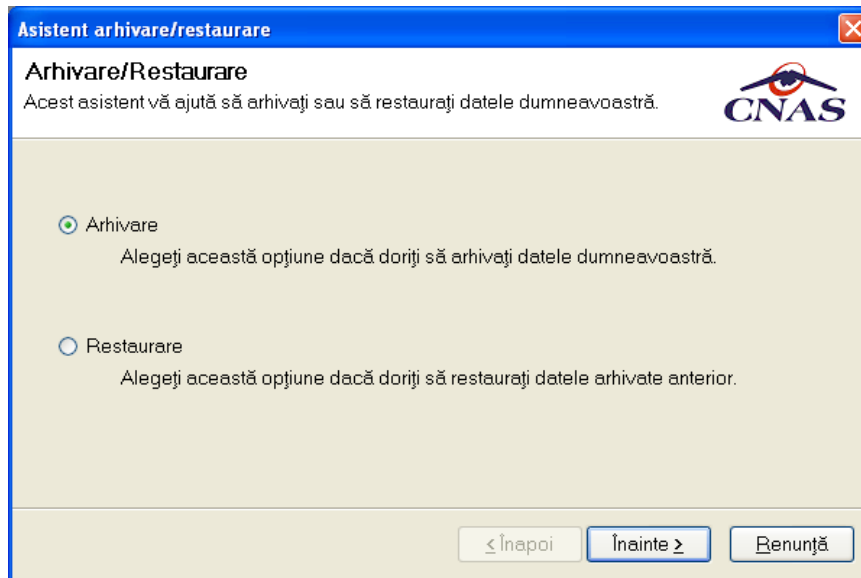 Asistent arhivare/restaurare
Arhivare/Restaurare
Acest asistent vă ajută să arhivaţi sau să restauraţi datele dumneavoastră.
CNAS
Arhivare
Alegeţi această opţiune dacă doriţi să arhivaţi datele dumneavoastră.
Restaurare
Alegeţi această opţiune dacă doriţi să restauraţi datele arhivate anterior.
< Înapoi
Înainte >
Renunţă